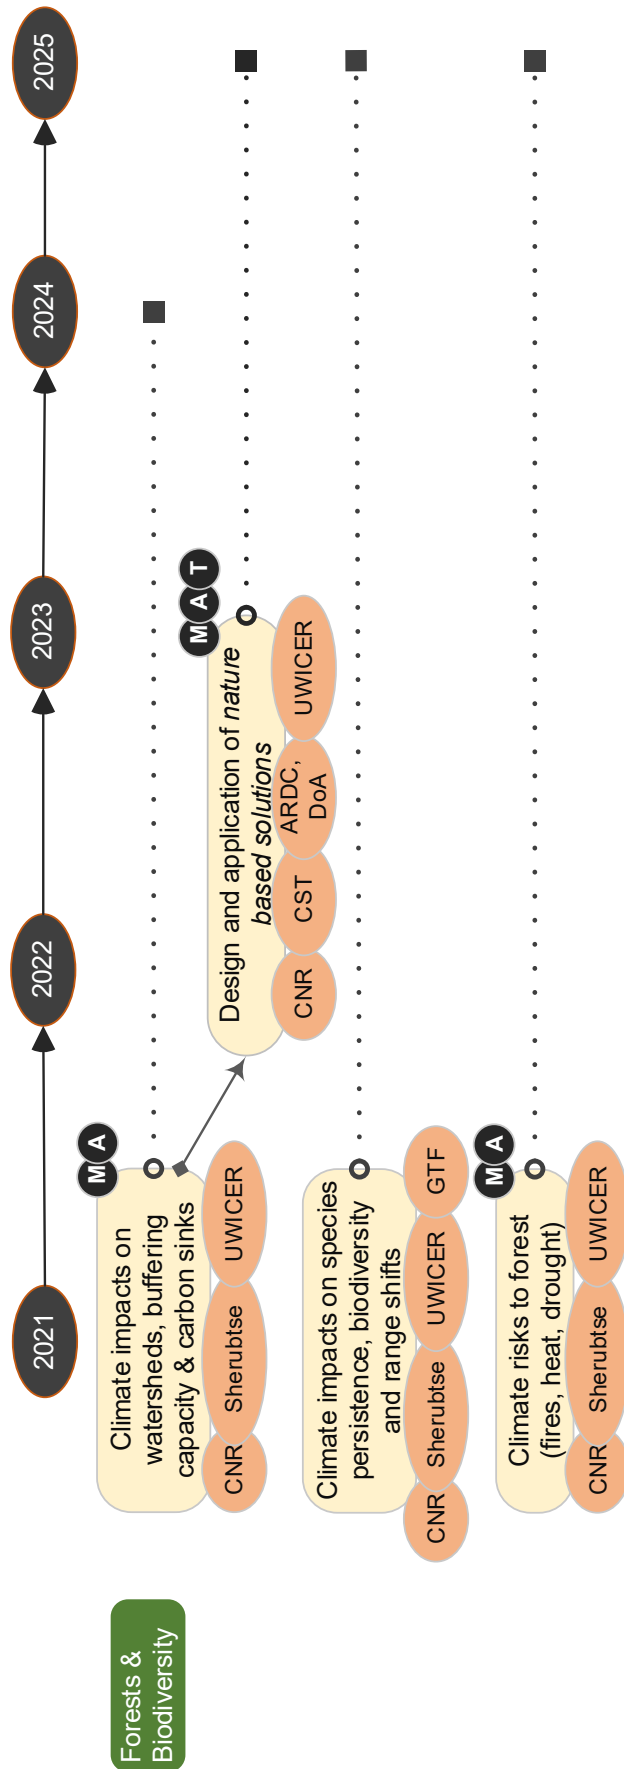 2021
2022
2023
2024
2025
Forests &
Biodiversity
M A
Climate impacts on
watersheds, buffering
capacity & carbon sinks
CNR
Sherubtse
UWICER
M A T
Design and application of nature
based solutions
CNR
CST
ARDC,
DoA
UWICER
Climate impacts on species
persistence, biodiversity
and range shifts
CNR
Sherubtse
UWICER
GTF
M A
Climate risks to forest
(fires, heat, drought)
CNR
Sherubtse
UWICER